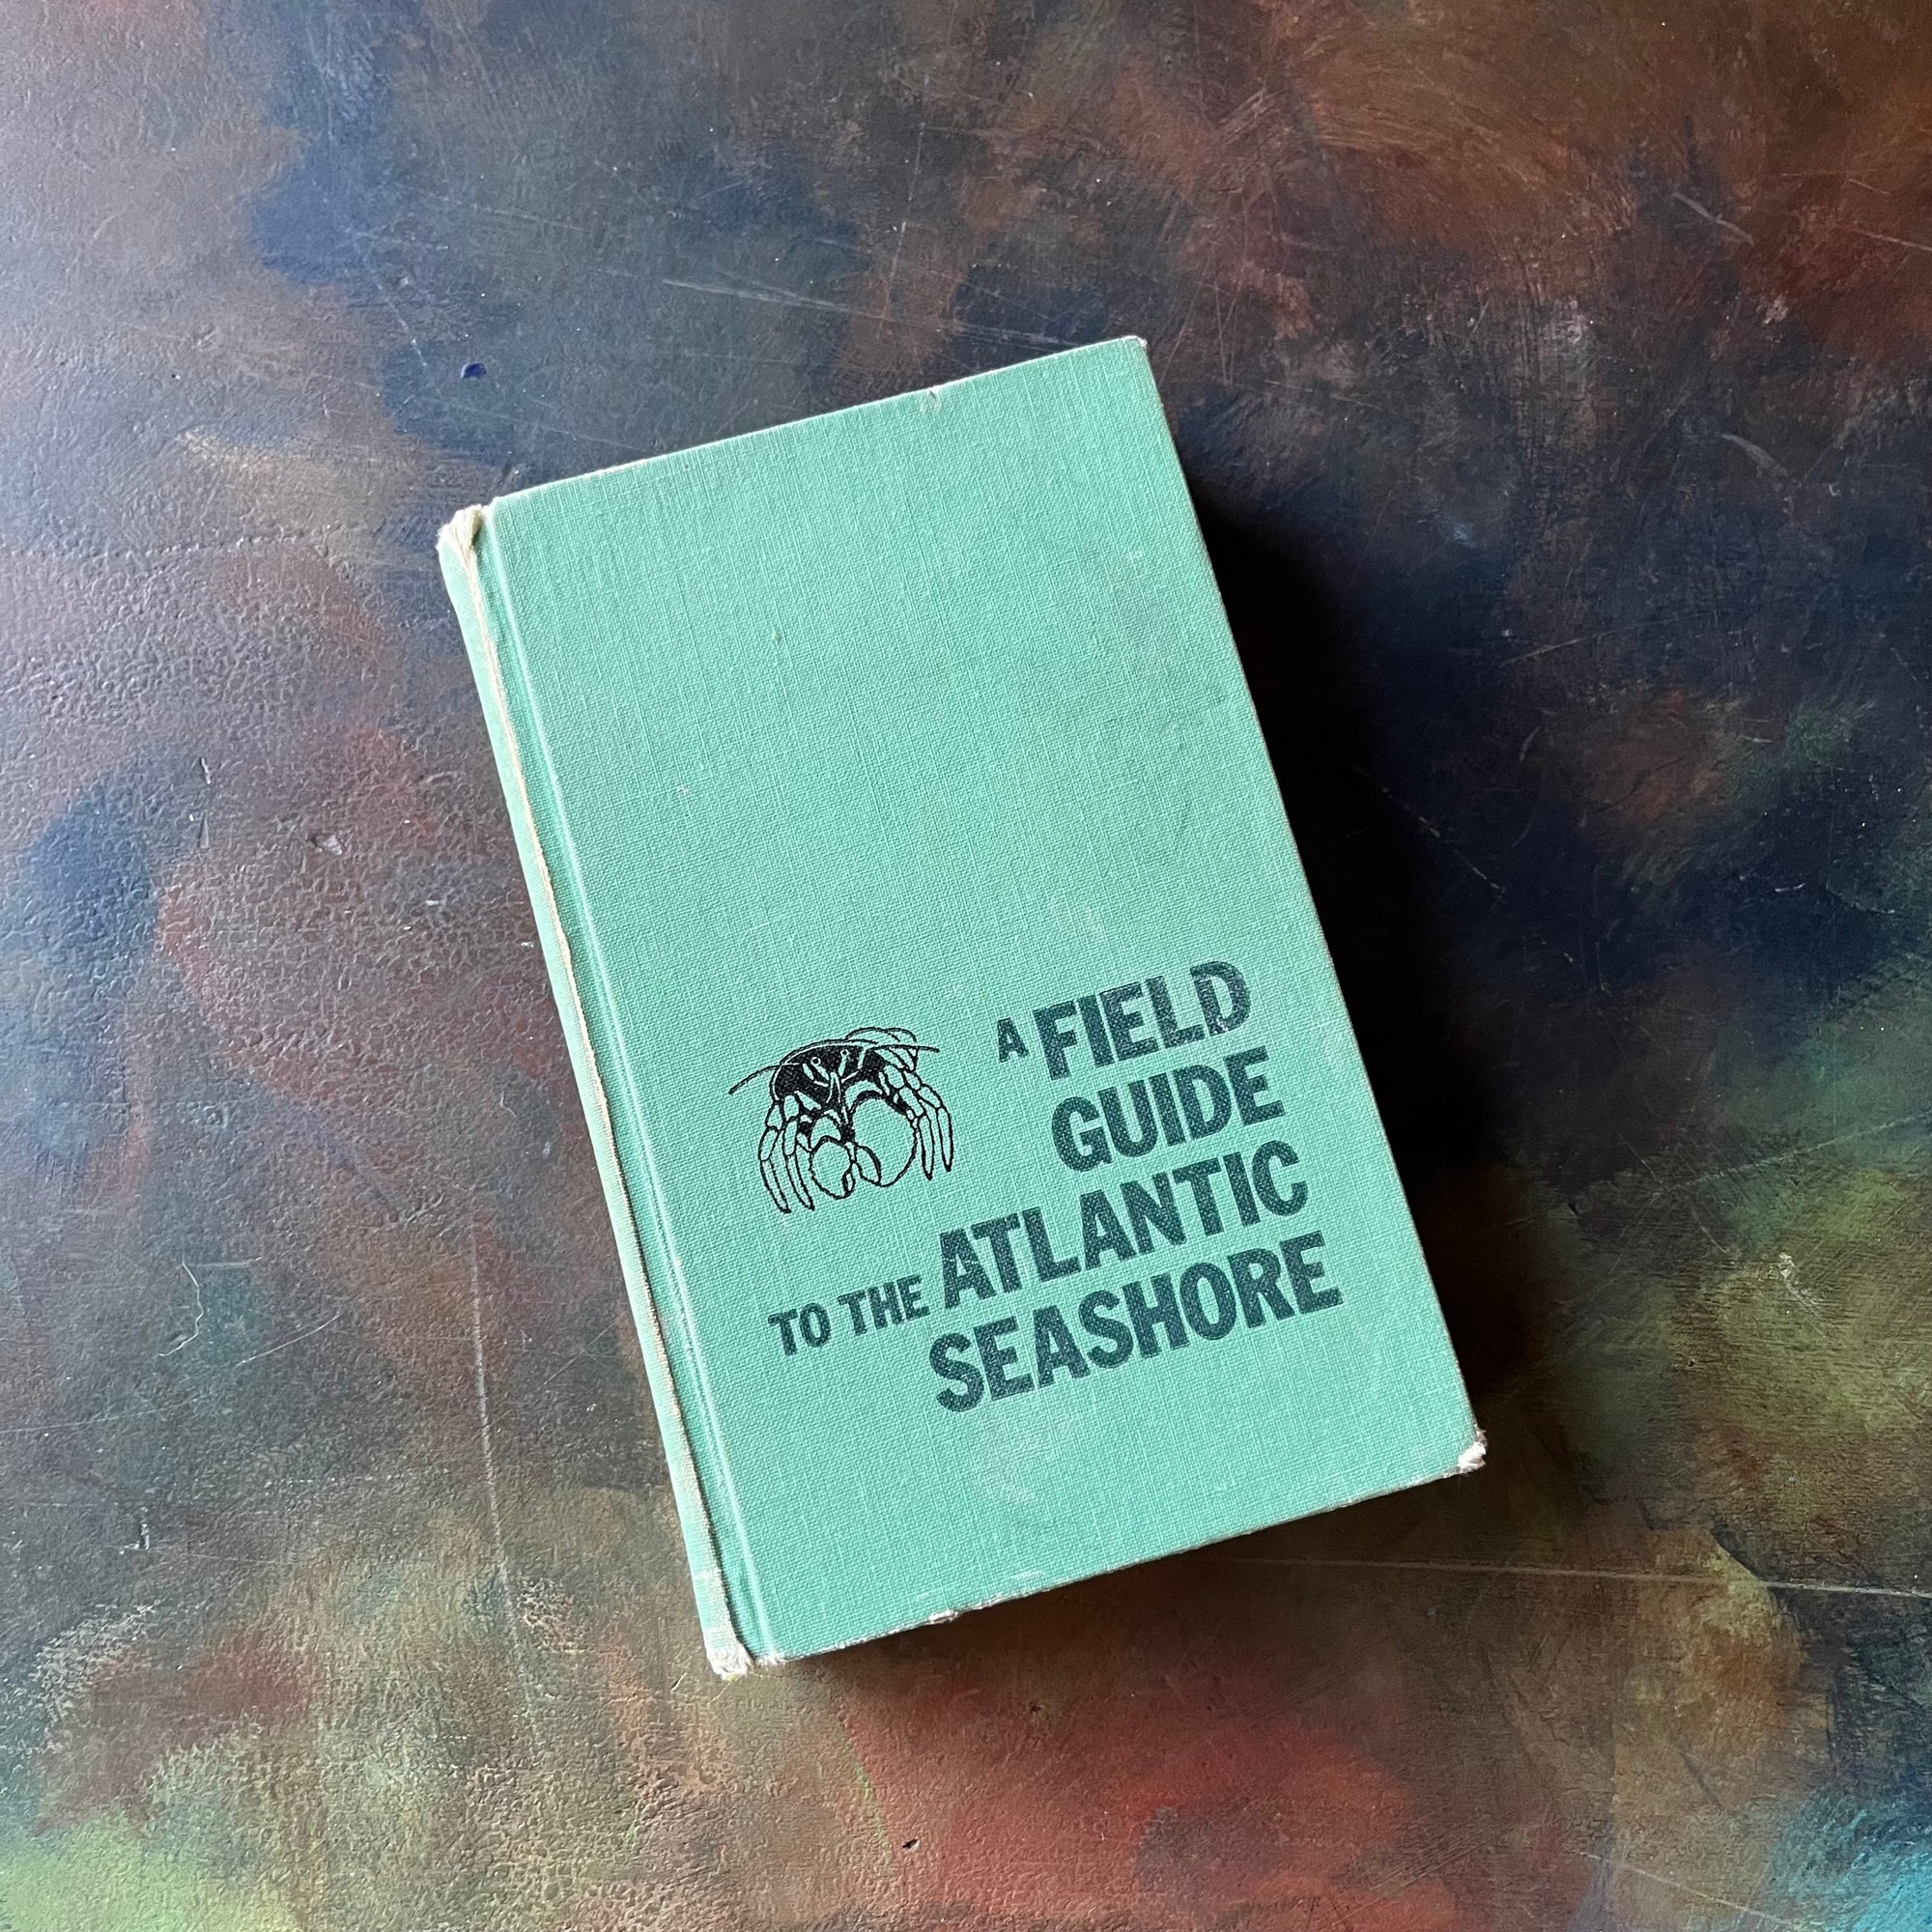 A FIELD
GUIDE
TO THE ATLANTIC
SEASHORE